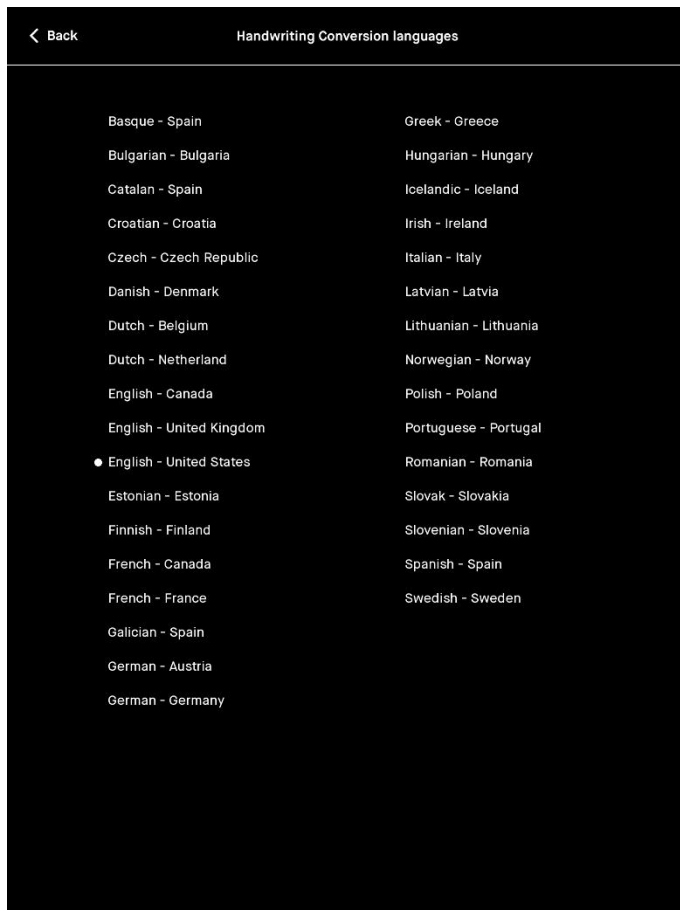 Back
Handwriting Conversion languages
Basque - Spain
Bulgarian - Bulgaria
Catalan - Spain
Croatian - Croatia
Czech - Czech Republic
Danish - Denmark
Dutch - Belgium
Dutch - Netherland
English - Canada
English - United Kingdom
English - United States
Estonian - Estonia
Finnish - Finland
French - Canada
French - France
Galician - Spain
German - Austria
German - Germany
Greek - Greece
Hungarian - Hungary
Icelandic - Iceland
Irish - Ireland
Italian - Italy
Latvian - Latvia
Lithuanian - Lithuania
Norwegian - Norway
Polish - Poland
Portuguese - Portugal
Romanian - Romania
Slovak - Slovakia
Slovenian - Slovenia
Spanish - Spain
Swedish - Sweden